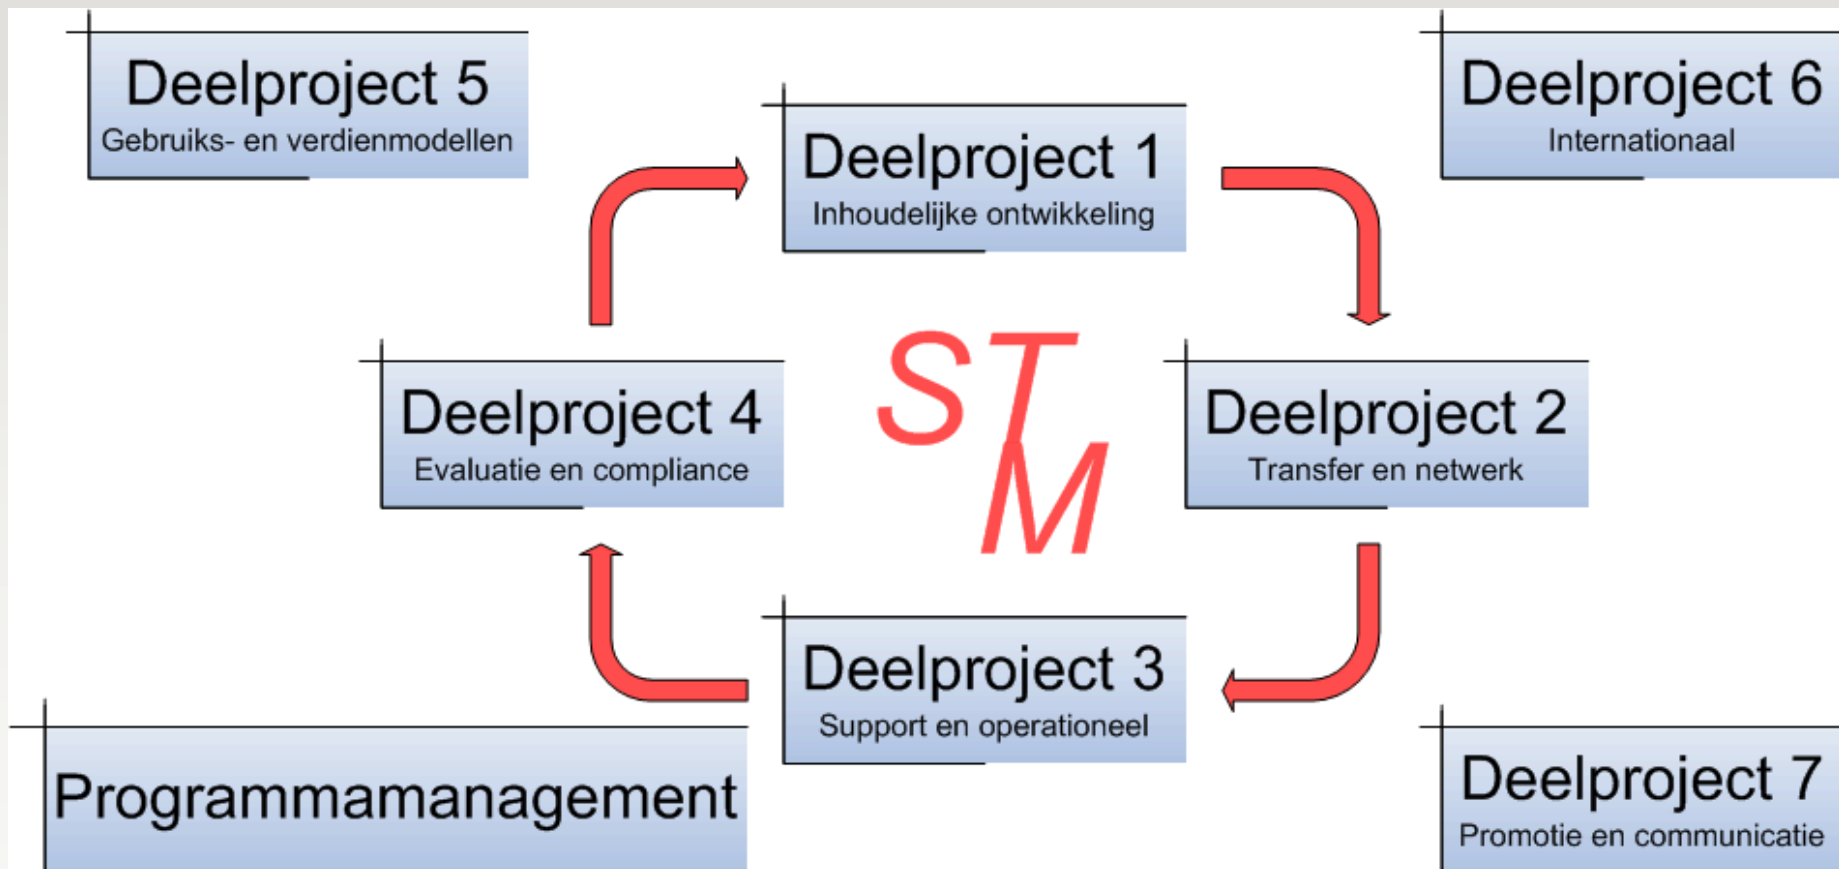 Deelproject 5
Gebruiks- en verdienmodellen
Deelproject 1
Inhoudelijke ontwikkeling
Deelproject 6
Internationaal
Deelproject 4
Evaluatie en compliance
ST
M
Deelproject 2
Transfer en netwerk
Deelproject 3
Support en operationeel
Programmamanagement
Deelproject 7
Promotie en communicatie